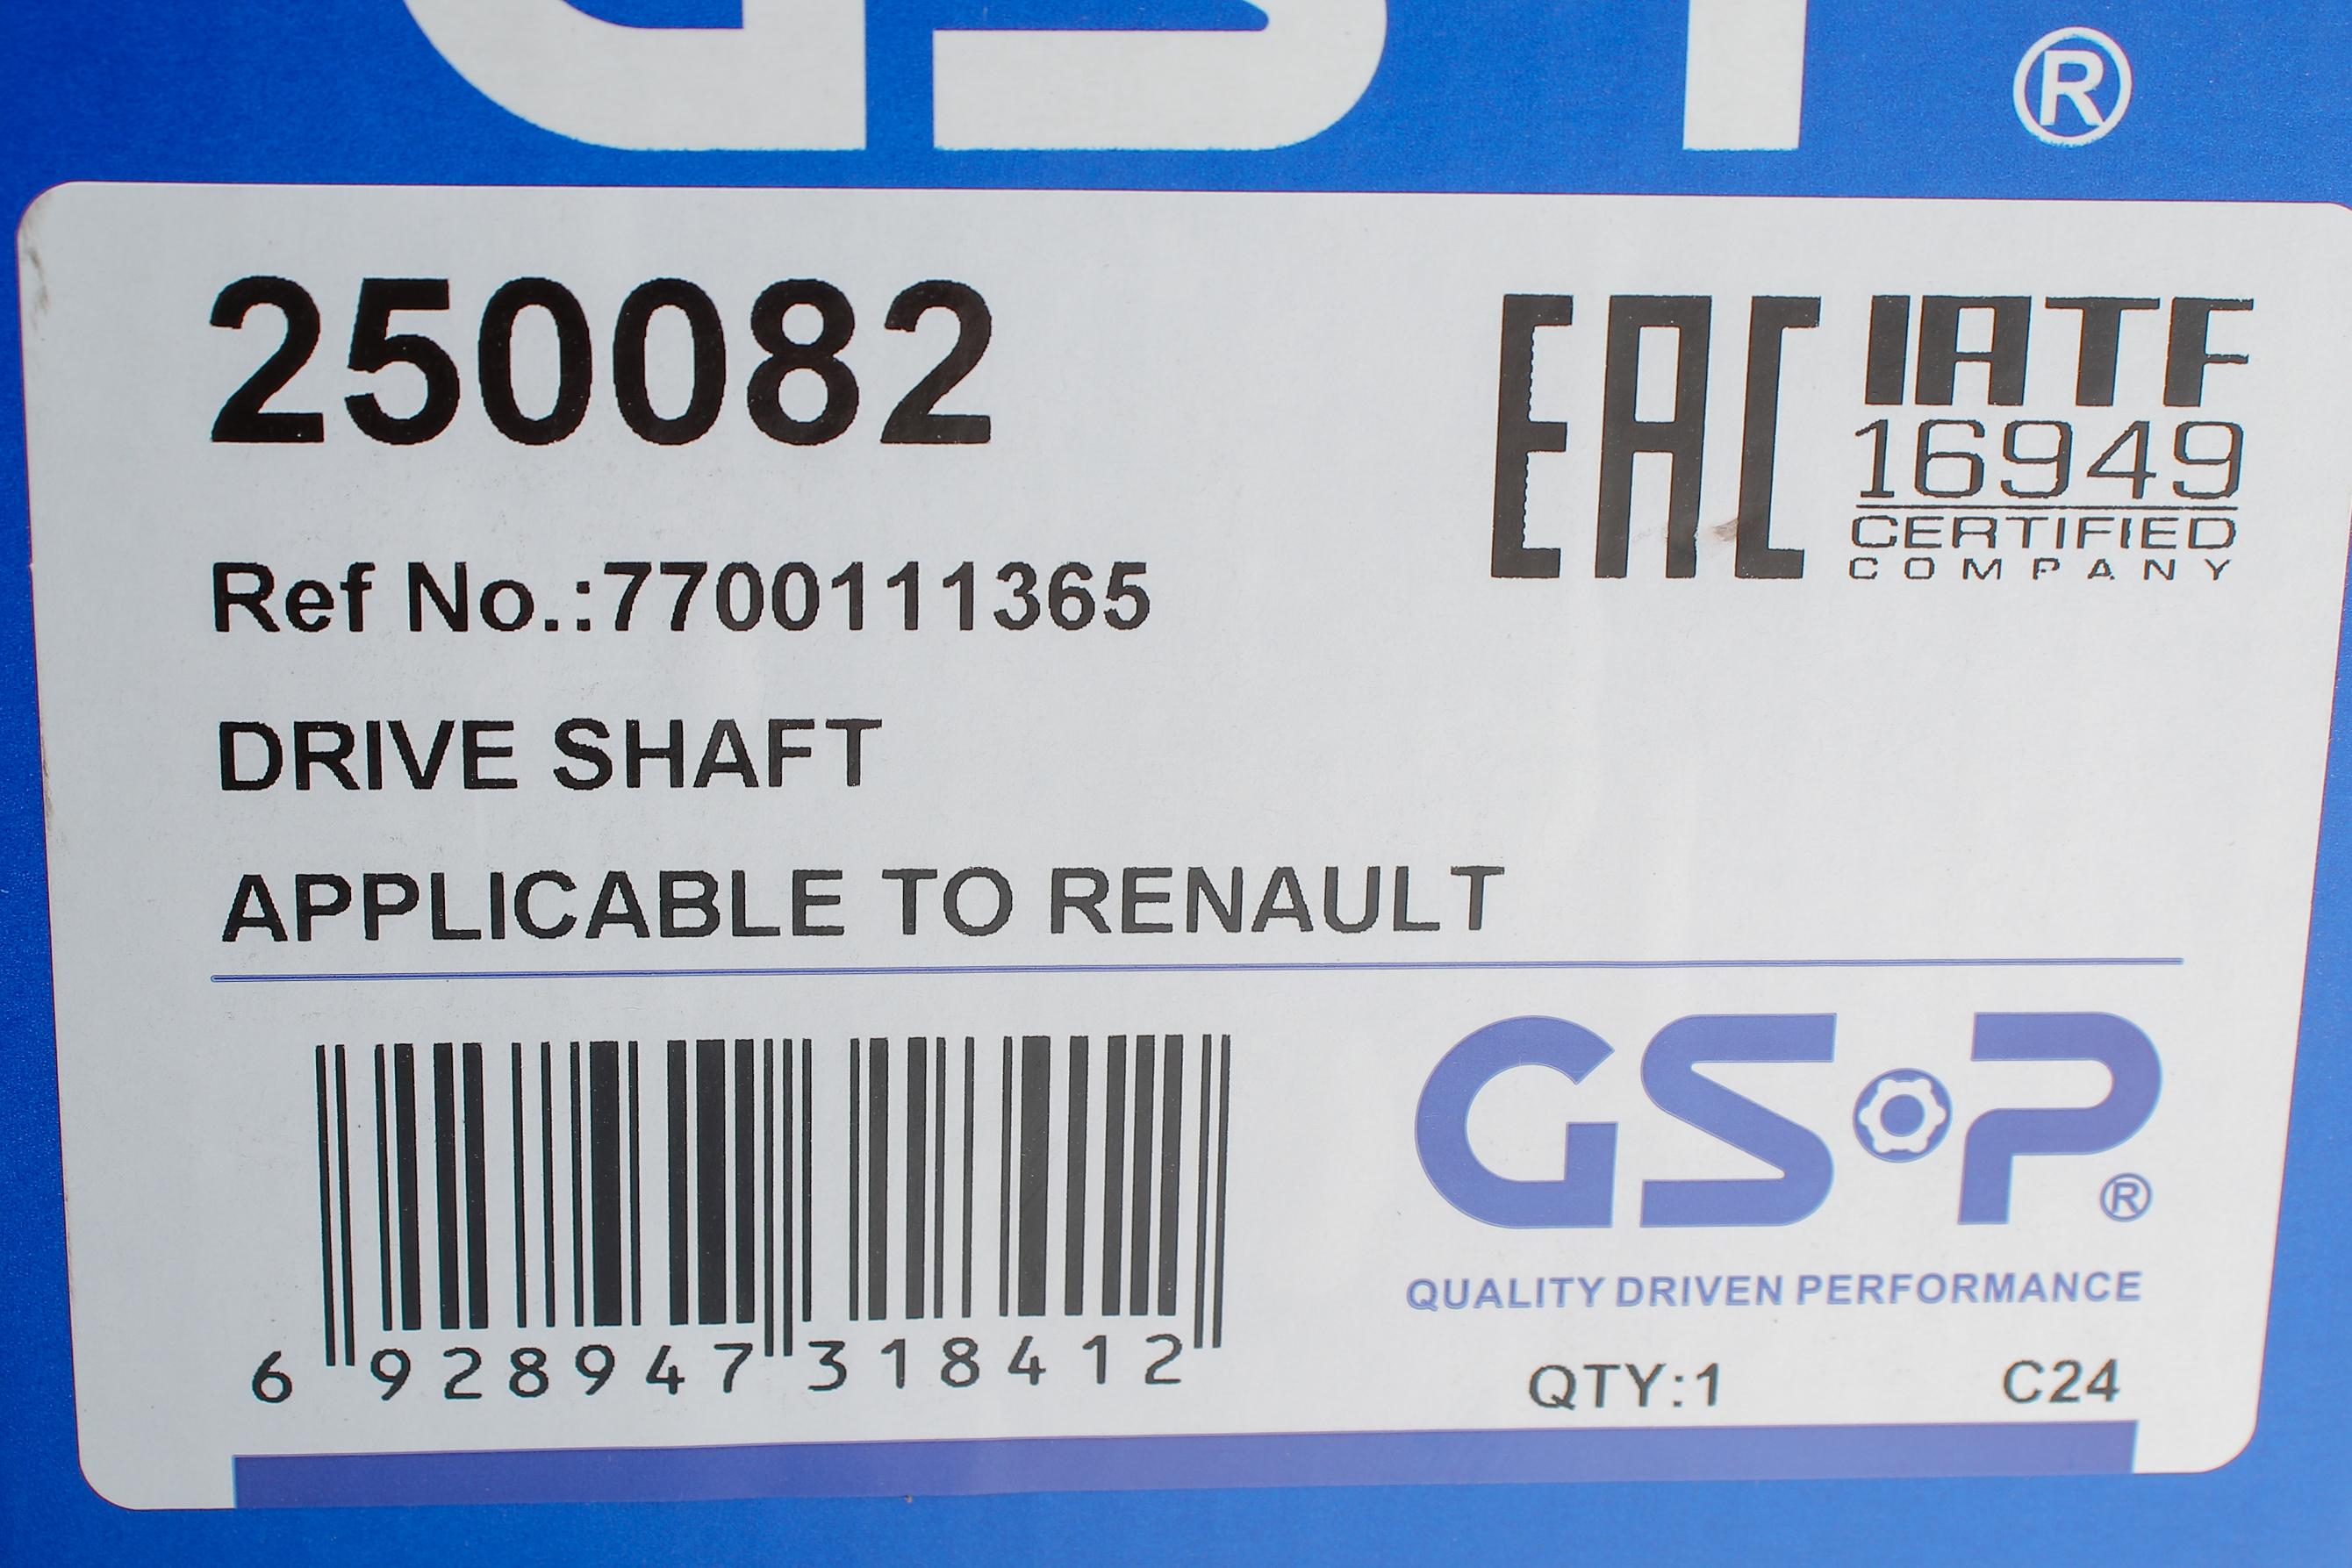 GSP®
250082
EAC
IATF
16949
CERTIFIED
COMPANY
Ref No.:7700111365
DRIVE SHAFT
APPLICABLE TO RENAULT
GSP®
QUALITY DRIVEN PERFORMANCE
6 928947 318412
QTY:1 C24